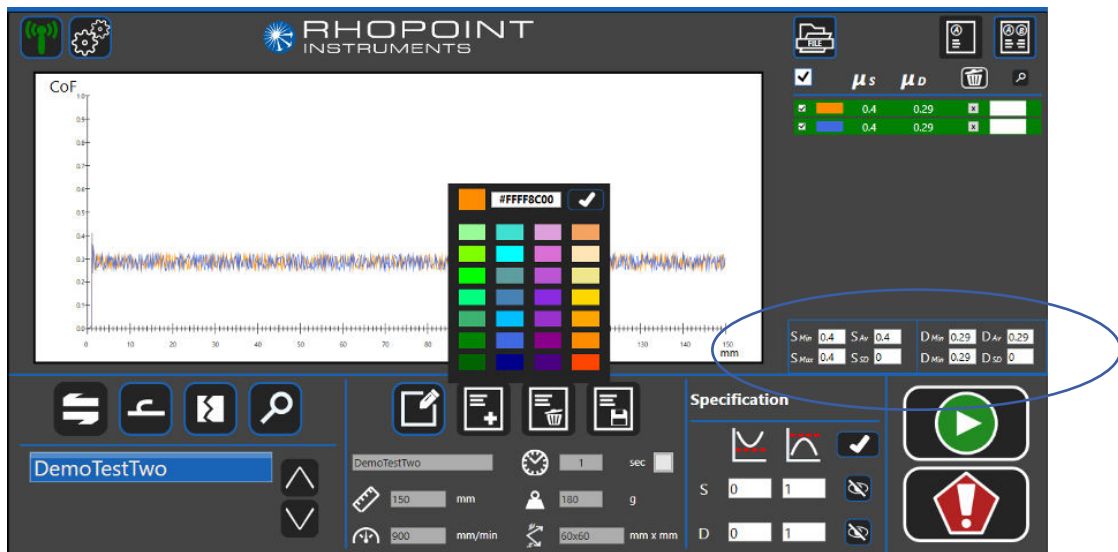 RHOPOINT
INSTRUMENTS
FILE
A
A B
μ S μ D
0.4 0.29 x
0.4 0.29 x
CoF
1.0
0.9
0.8
0.7
0.6
0.5
0.4
0.3
0.2
0.1
0.0
0 10 20 30 40 50 60 70 80 130 140 150
mm
#FFFF8C00
S Min 0.4 S Av 0.4 D Min 0.29 D Av 0.29
S Max 0.4 S SD 0 D Min 0.29 D SD 0
DemoTestTwo
DemoTestTwo 1 sec
150 mm 180 g
900 mm/min 60x60 mm x mm
Specification
S 0 1
D 0 1